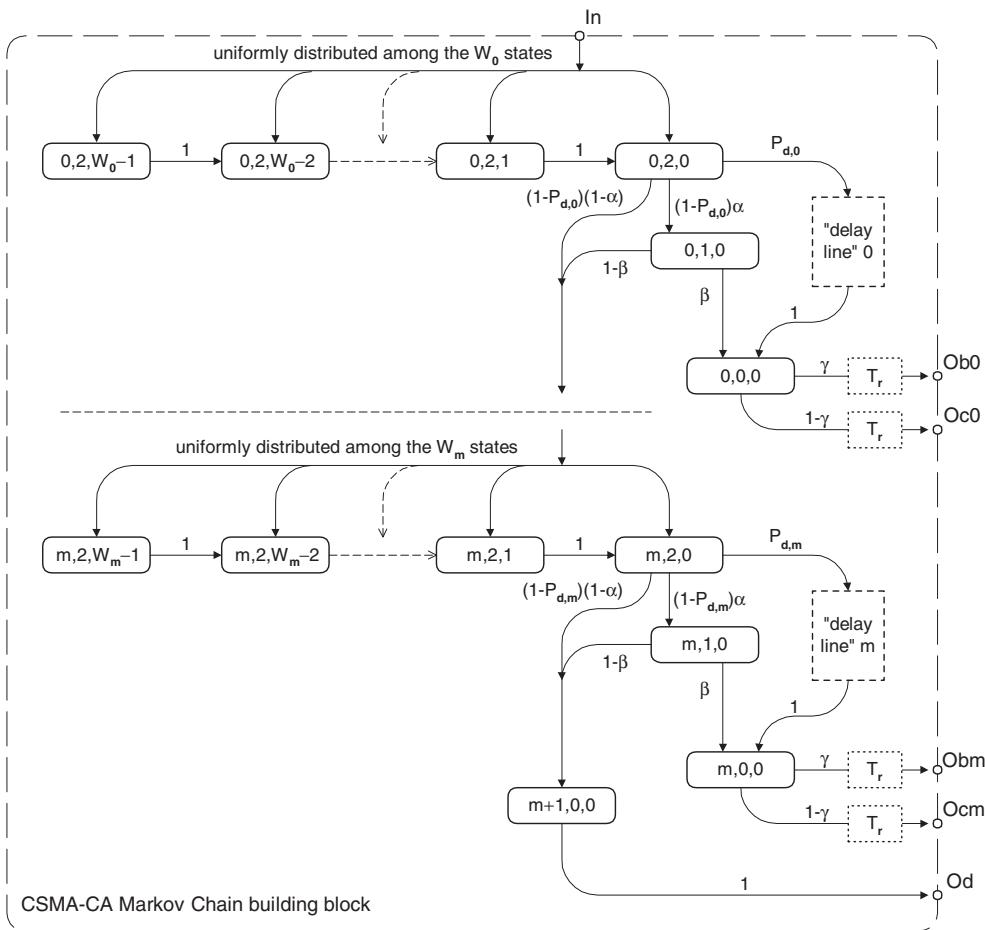 In
uniformly distributed among the W0 states
0,2,W0–1
1
0,2,W0–2
0,2,1
1
0,2,0
Pd,0
(1-Pd,0)(1-α)
(1-Pd,0)α
"delay
line" 0
0,1,0
1-β
β
1
0,0,0
γ
Tr
Ob0
1-γ
Tr
Oc0
uniformly distributed among the Wm states
m,2,Wm–1
1
m,2,Wm–2
m,2,1
1
m,2,0
Pd,m
(1-Pd,m)(1-α)
(1-Pd,m)α
"delay
line" m
m,1,0
1-β
β
1
m,0,0
γ
Tr
Obm
m+1,0,0
1-γ
Tr
Ocm
1
Od
CSMA-CA Markov Chain building block